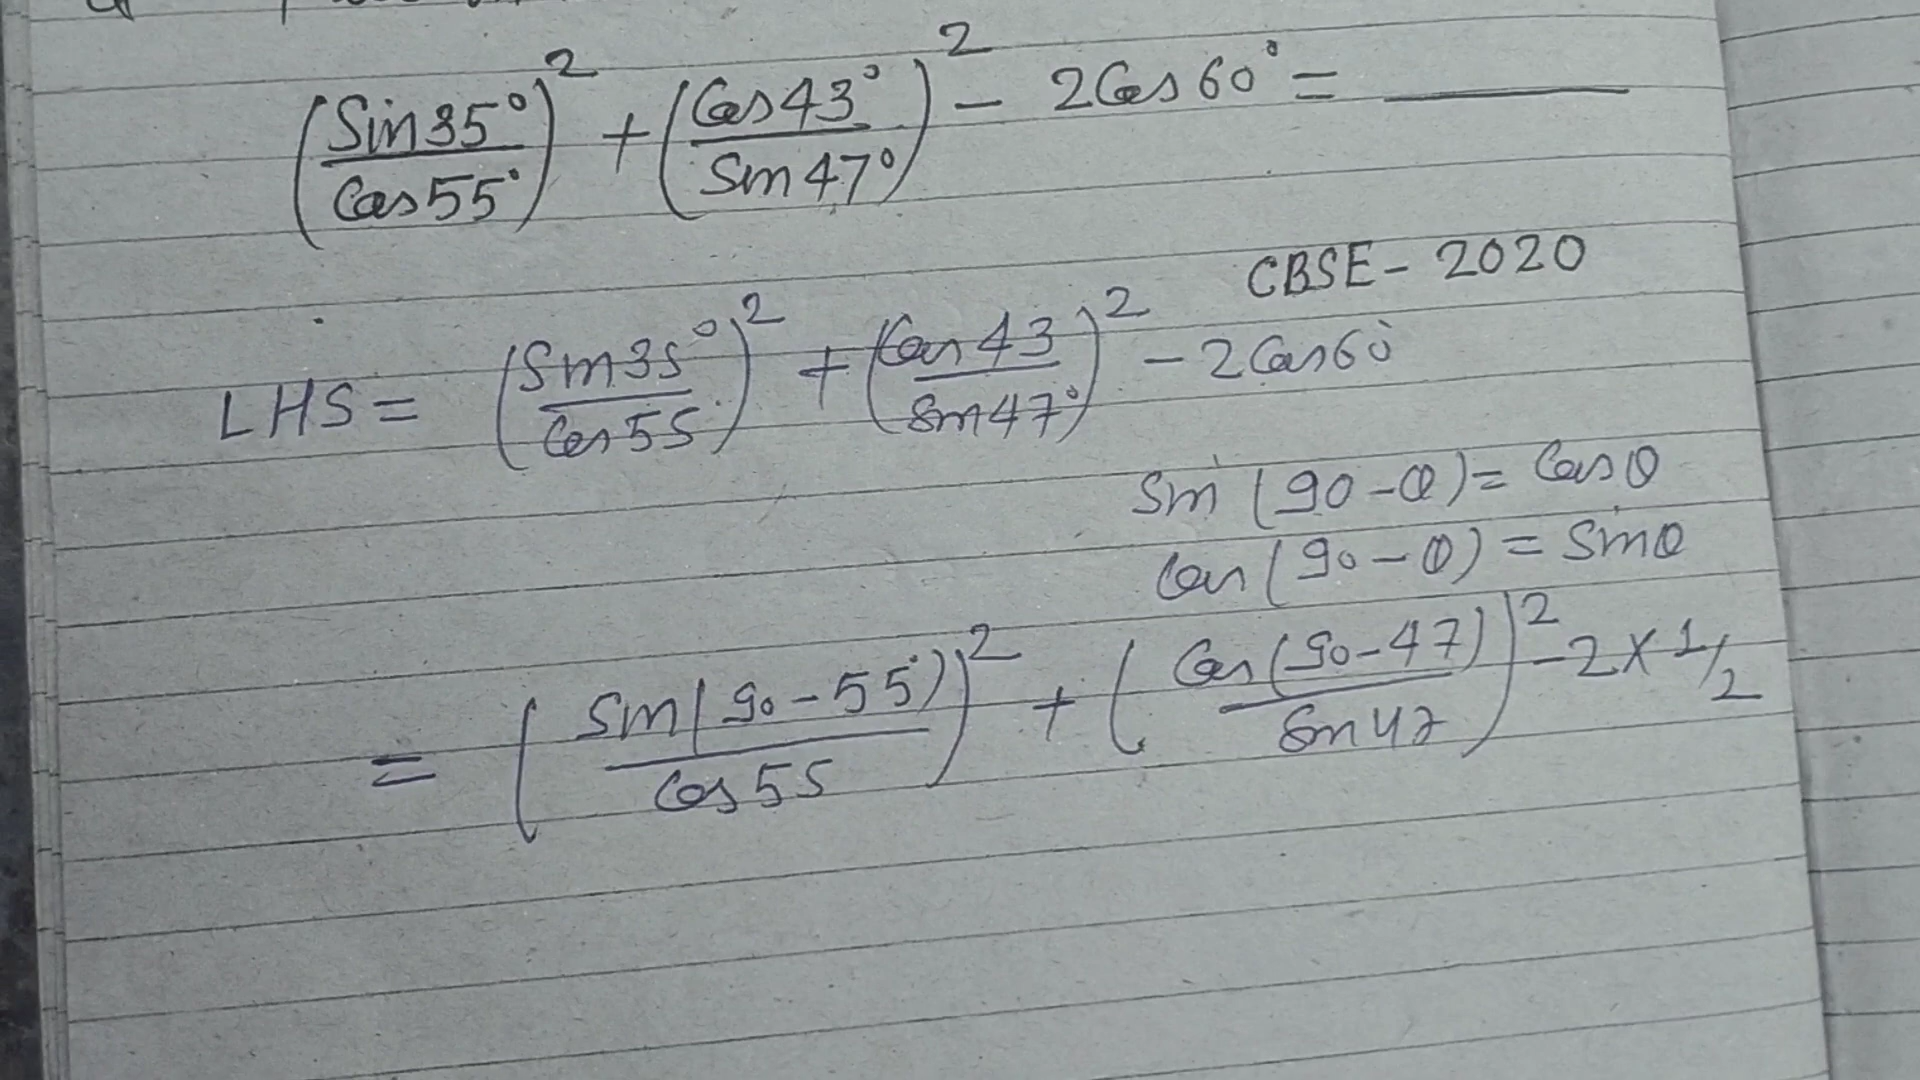 (Sin35°/Cos55°)² + (Cos43°/Sin47°)² - 2Cos60° = ______
CBSE - 2020
LHS = (Sin35°/Cos55)² + (Cos43/Sin47°)² - 2Cos60°
Sin(90-θ) = Cosθ
Cos(90-θ) = Sinθ
= (Sin(90-55)/Cos55)² + (Cos(90-47)/Sin47)² - 2×1/2